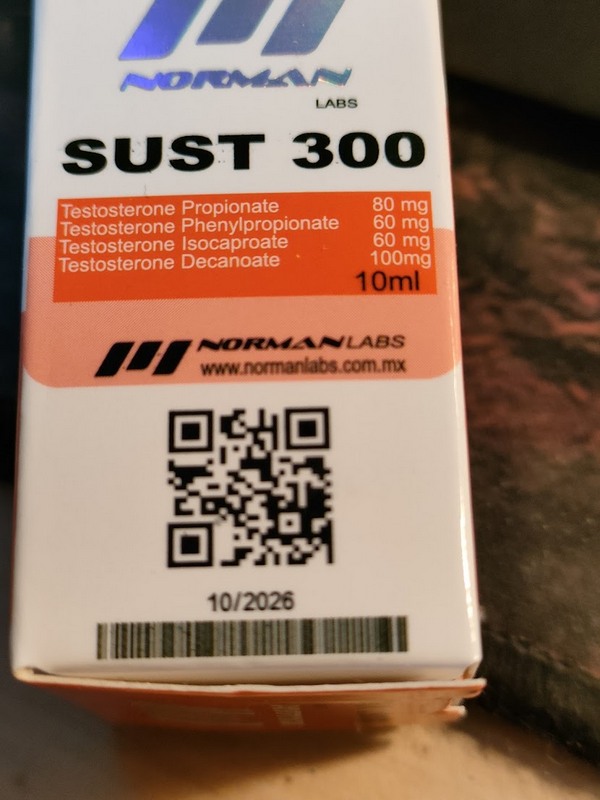 NORMAN
LABS
SUST 300
Testosterone Propionate 80 mg
Testosterone Phenylpropionate 60 mg
Testosterone Isocaproate 60 mg
Testosterone Decanoate 100mg
10ml
NORMANLABS
www.normanlabs.com.mx
10/2026